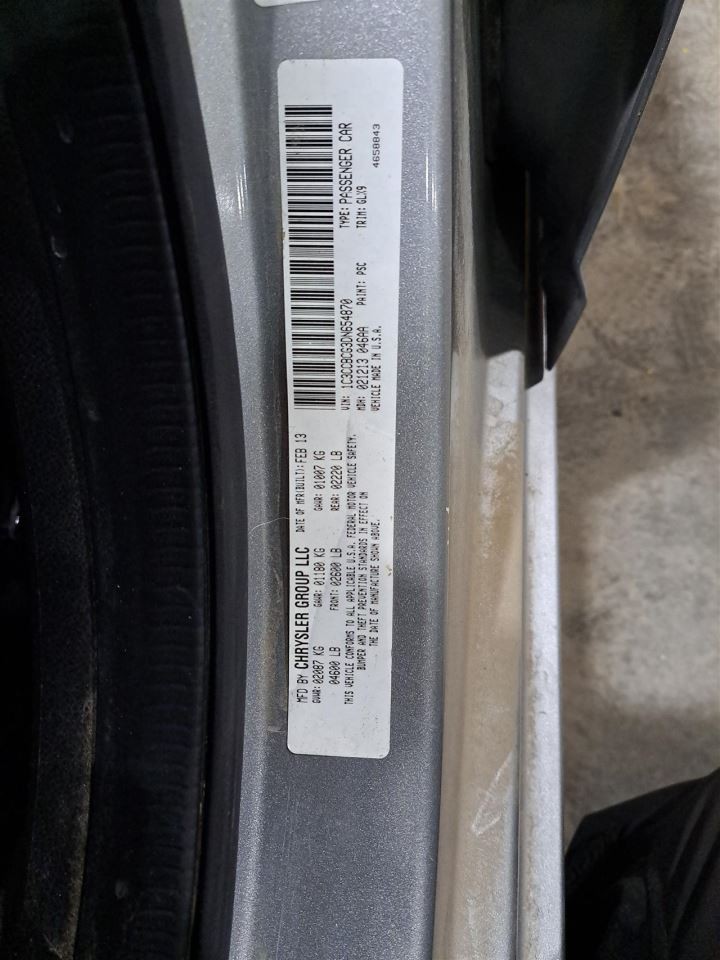 MFD BY CHRYSLER GROUP LLC DATE OF MFR(BUILT): FEB 13
GVWR: 02087 KG GAWR: 01180 KG GAWR: 01007 KG
04600 LB FRONT: 02600 LB REAR: 02220 LB
THIS VEHICLE CONFORMS TO ALL APPLICABLE U.S.A. FEDERAL MOTOR VEHICLE SAFETY,
BUMPER AND THEFT PREVENTION STANDARDS IN EFFECT ON
THE DATE OF MANUFACTURE SHOWN ABOVE.
VIN: 1C3CCBCG3DN654870 TYPE: PASSENGER CAR
MDH: 021213 046AA PAINT: PSC TRIM: GLX9
VEHICLE MADE IN U.S.A. 4658843